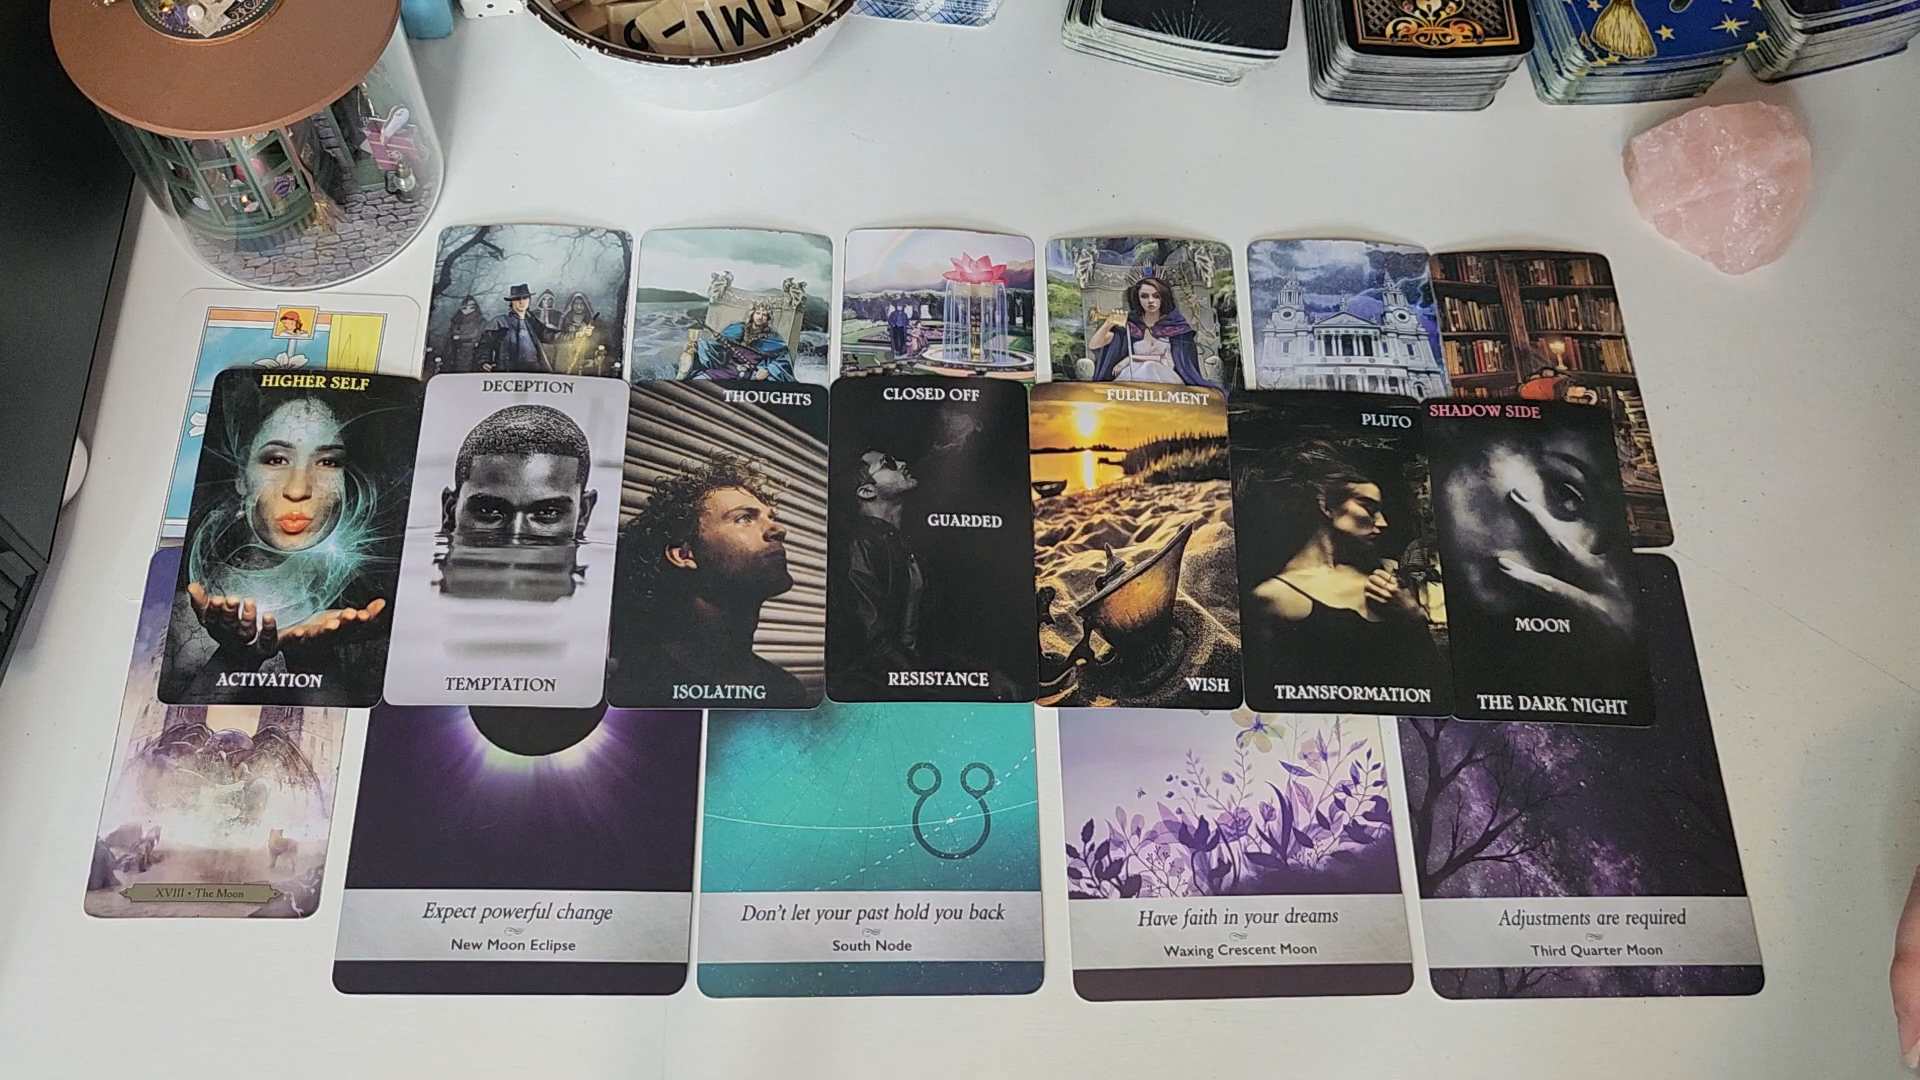 IMW
HIGHER SELF
ACTIVATION
DECEPTION
TEMPTATION
THOUGHTS
ISOLATING
CLOSED OFF
GUARDED
RESISTANCE
FULFILLMENT
WISH
PLUTO
TRANSFORMATION
SHADOW SIDE
MOON
THE DARK NIGHT
XVIII • The Moon
Expect powerful change
New Moon Eclipse
Don't let your past hold you back
South Node
Have faith in your dreams
Waxing Crescent Moon
Adjustments are required
Third Quarter Moon